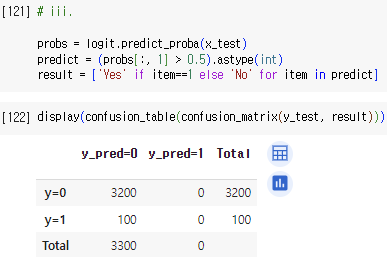 [121] # iii.
probs = logit.predict_proba(x_test)
predict = (probs[:, 1] > 0.5).astype(int)
result = ['Yes' if item==1 else 'No' for item in predict]
[122] display(confusion_table(confusion_matrix(y_test, result)))
y_pred=0 y_pred=1 Total
y=0 3200 0 3200
y=1 100 0 100
Total 3300 0